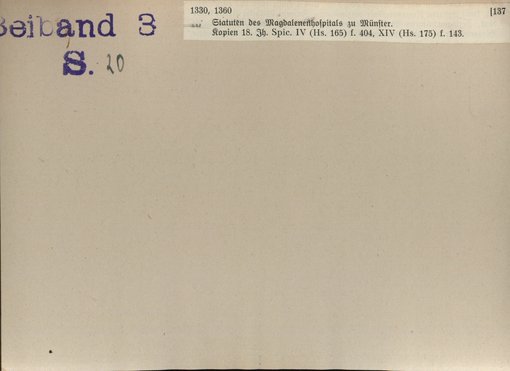 Beiband 3
S. 20
1330, 1360 [137
Statuten des Magdalenenhospitals zu Münster.
Kopien 18. Jh. Spic. IV (Hs. 165) f. 404, XIV (Hs. 175) f. 143.